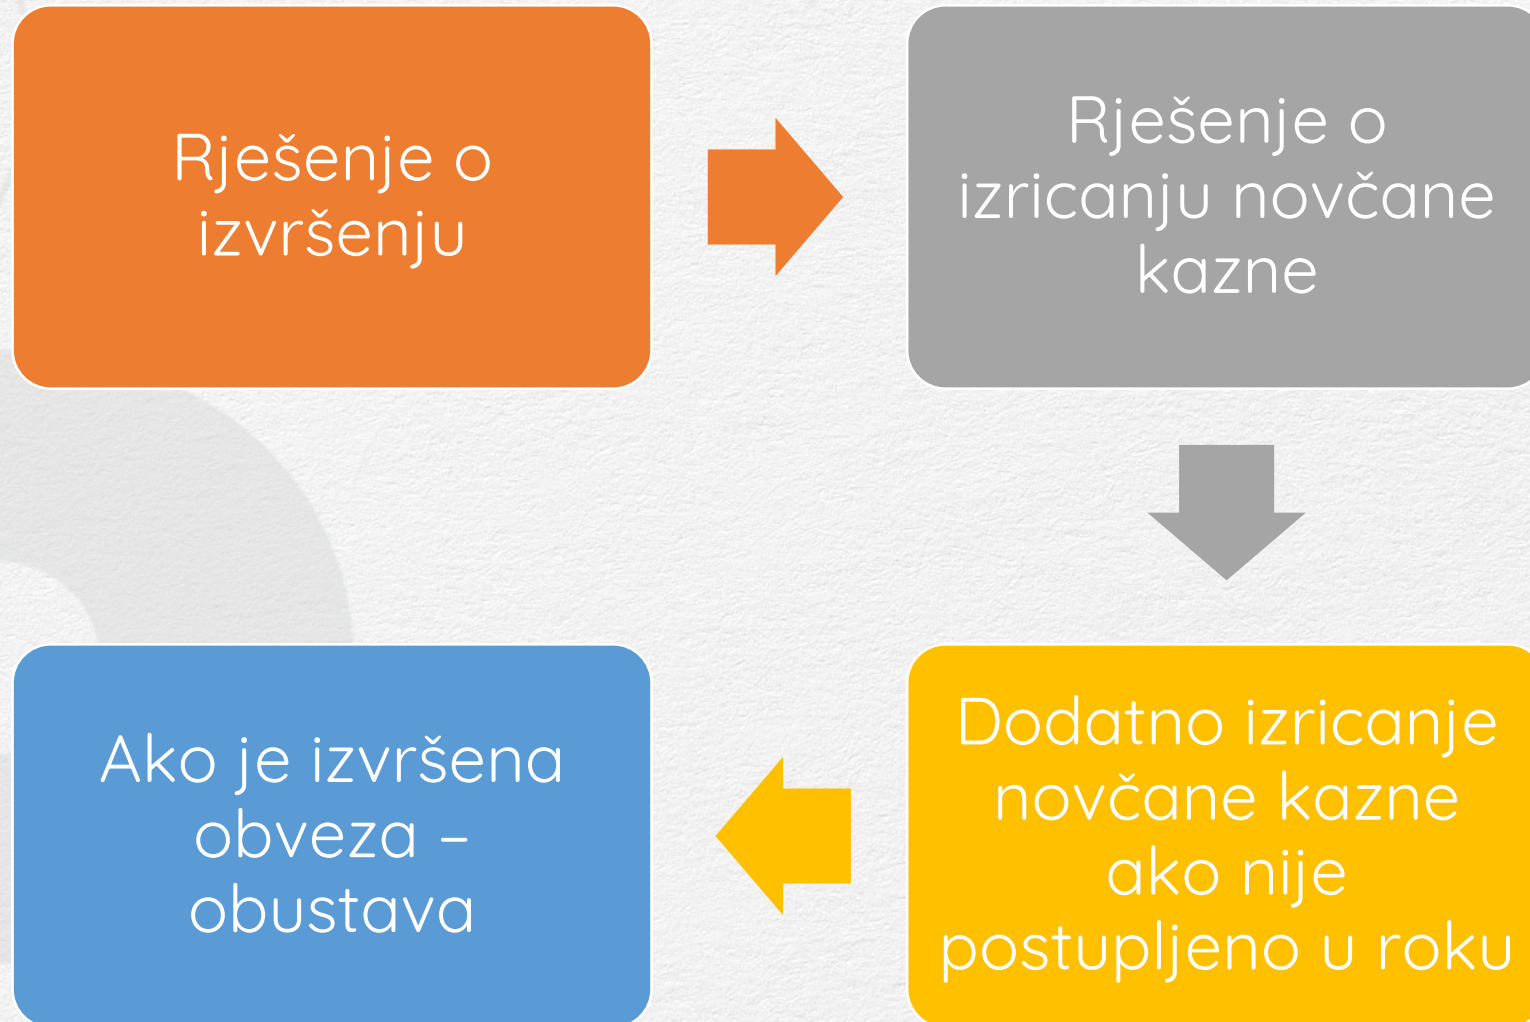 Rješenje o
izvršenju
Rješenje o
izricanju novčane
kazne
Dodatno izricanje
novčane kazne
ako nije
postupljeno u roku
Ako je izvršena
obveza –
obustava